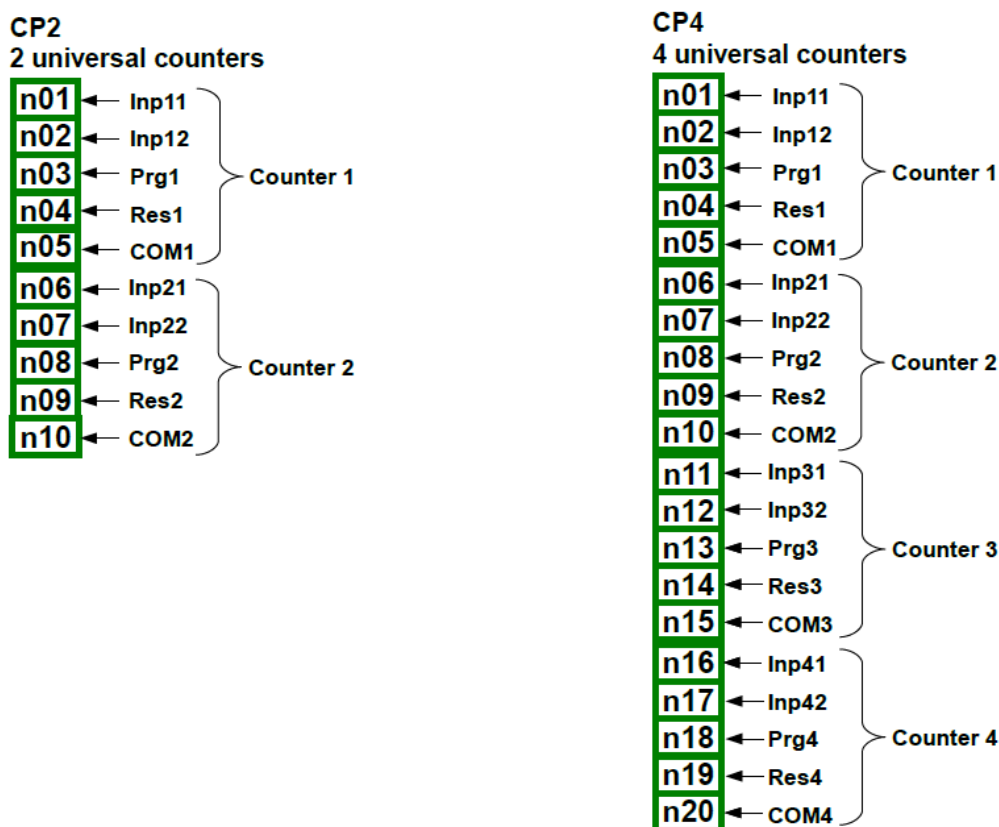 CP2
2 universal counters
n01 Inp11
n02 Inp12
n03 Prg1
Counter 1
n04 Res1
n05 COM1
n06 Inp21
n07 Inp22
n08 Prg2
Counter 2
n09 Res2
n10 COM2
CP4
4 universal counters
n01 Inp11
n02 Inp12
n03 Prg1
Counter 1
n04 Res1
n05 COM1
n06 Inp21
n07 Inp22
n08 Prg2
Counter 2
n09 Res2
n10 COM2
n11 Inp31
n12 Inp32
n13 Prg3
Counter 3
n14 Res3
n15 COM3
n16 Inp41
n17 Inp42
n18 Prg4
Counter 4
n19 Res4
n20 COM4